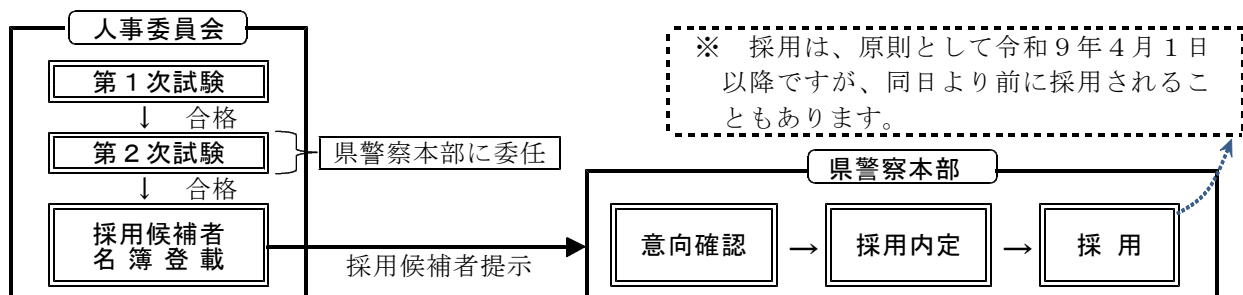 人事委員会
第１次試験
↓　合格
第２次試験
県警察本部に委任
↓　合格
採用候補者
名簿登載
採用候補者提示
※　採用は、原則として令和９年４月１日
以降ですが、同日より前に採用されるこ
ともあります。
県警察本部
意向確認　→　採用内定　→　採 用